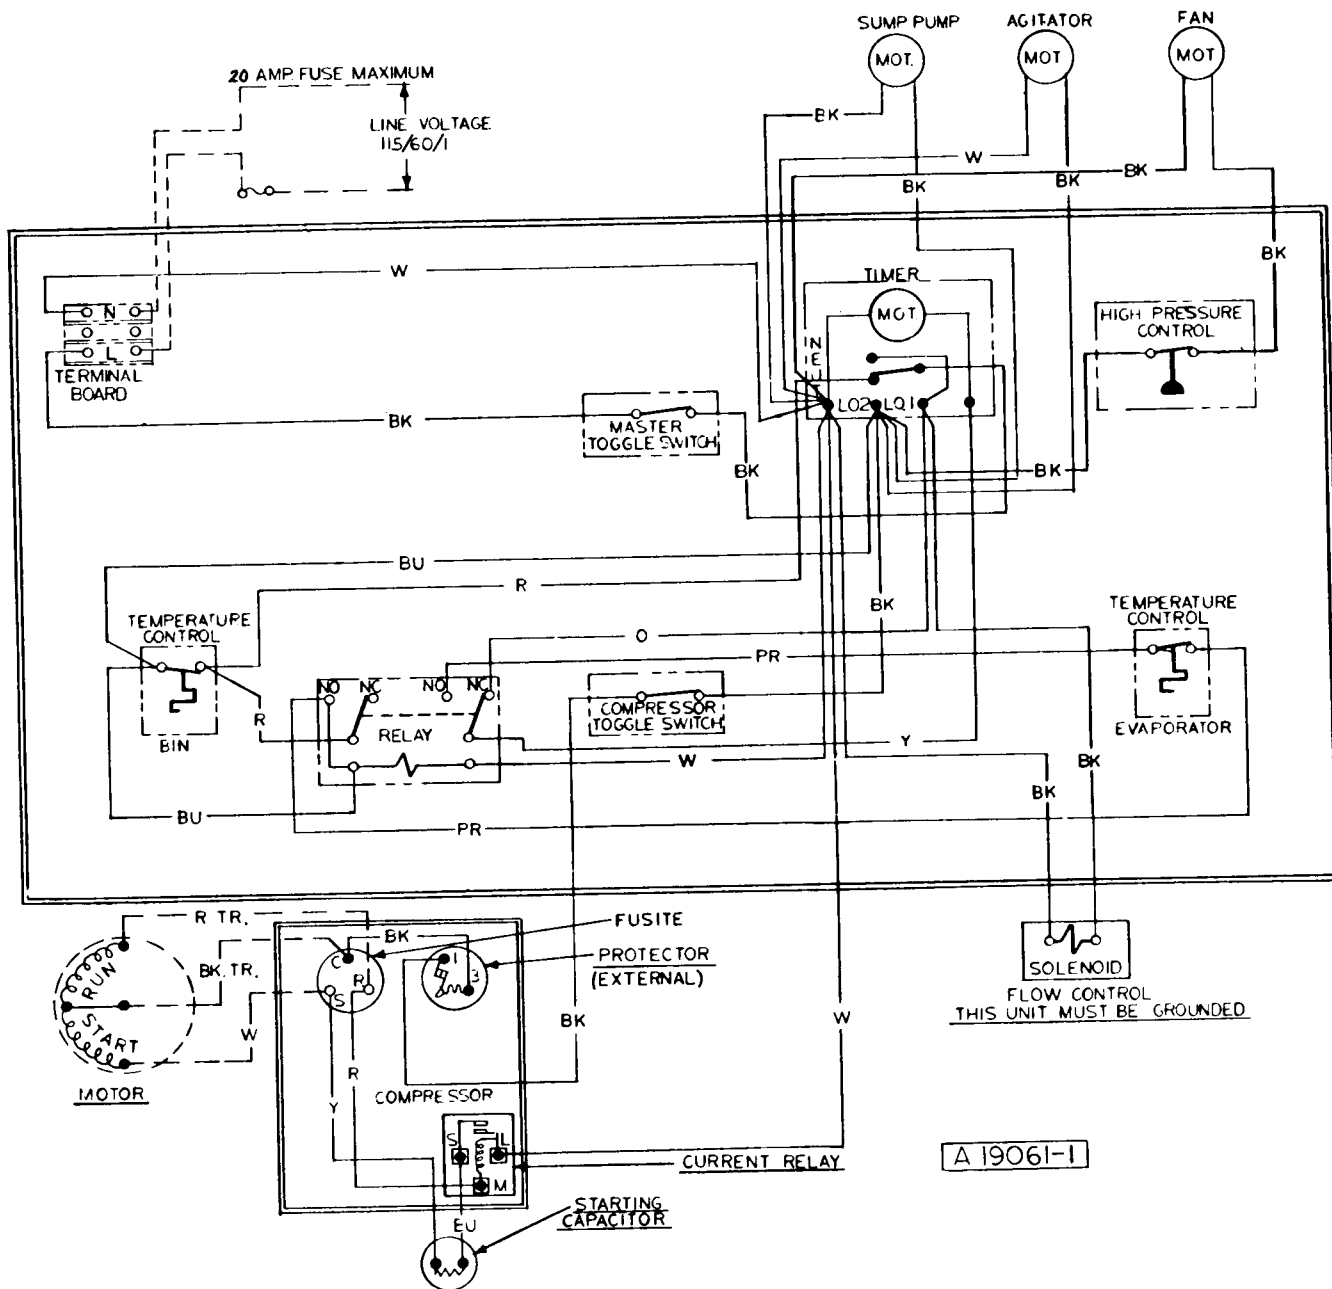 SUMP PUMP
AGITATOR
FAN
MOT.
MOT
MOT
20 AMP. FUSE MAXIMUM
LINE VOLTAGE
115/60/1
BK
W
BK
BK
BK
BK
W
TIMER
MOT.
N
L
TERMINAL
BOARD
HIGH PRESSURE
CONTROL
LO2
LO1
BK
MASTER
TOGGLE SWITCH
BK
BK
BU
R
BK
TEMPERATURE
CONTROL
BIN
TEMPERATURE
CONTROL
EVAPORATOR
O
PR
NO
NC
NO
NC
R
RELAY
COMPRESSOR
TOGGLE SWITCH
Y
W
BK
BK
BU
PR
R TR.
FUSITE
BK
BK. TR.
PROTECTOR
(EXTERNAL)
C
R
S
1
3
RUN
START
W
MOTOR
SOLENOID
FLOW CONTROL
THIS UNIT MUST BE GROUNDED
BK
W
R
Y
COMPRESSOR
S
L
M
CURRENT RELAY
A 19061-1
STARTING
CAPACITOR